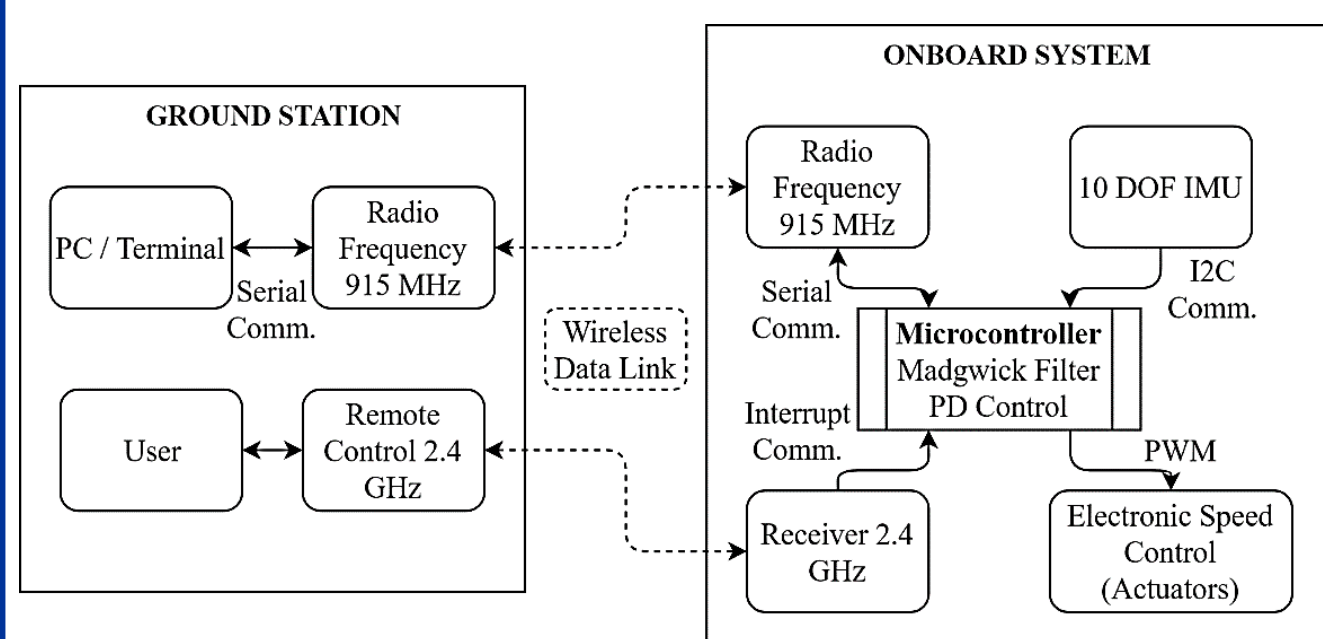 GROUND STATION
PC / Terminal
Serial
Comm.
Radio
Frequency
915 MHz
User
Remote
Control 2.4
GHz
Wireless
Data Link
ONBOARD SYSTEM
Radio
Frequency
915 MHz
10 DOF IMU
Serial
Comm.
I2C
Comm.
Microcontroller
Madgwick Filter
PD Control
Interrupt
Comm.
PWM
Receiver 2.4
GHz
Electronic Speed
Control
(Actuators)